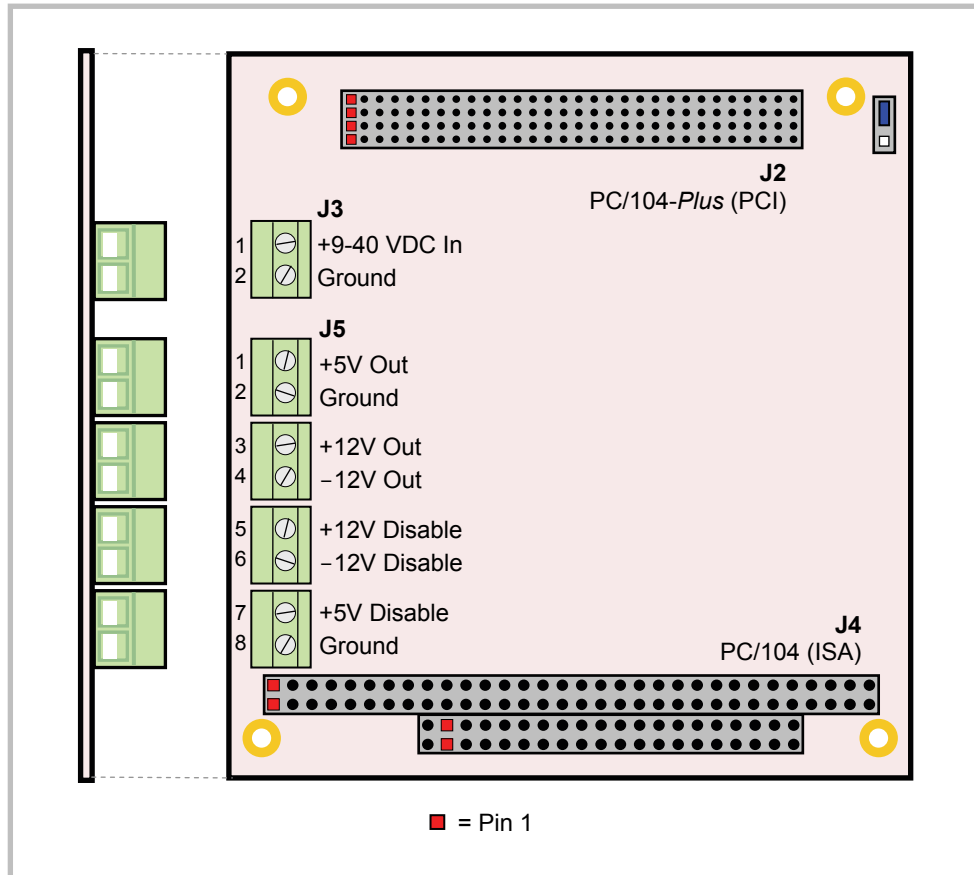 J2
PC/104-Plus (PCI)
J3
1 +9-40 VDC In
2 Ground
J5
1 +5V Out
2 Ground
3 +12V Out
4 −12V Out
5 +12V Disable
6 −12V Disable
7 +5V Disable
8 Ground
J4
PC/104 (ISA)
= Pin 1